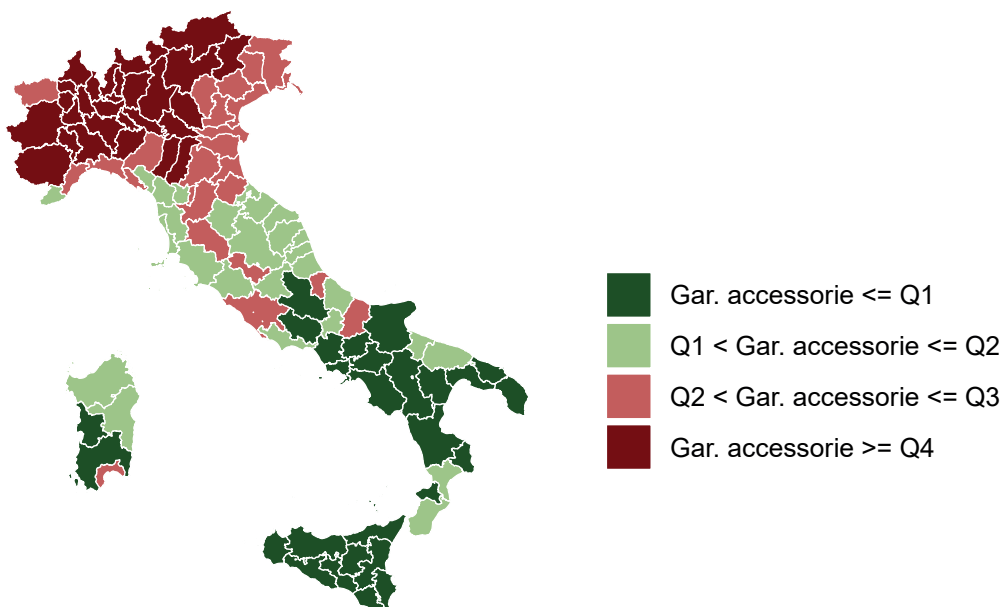 Gar. accessorie <= Q1
Q1 < Gar. accessorie <= Q2
Q2 < Gar. accessorie <= Q3
Gar. accessorie >= Q4